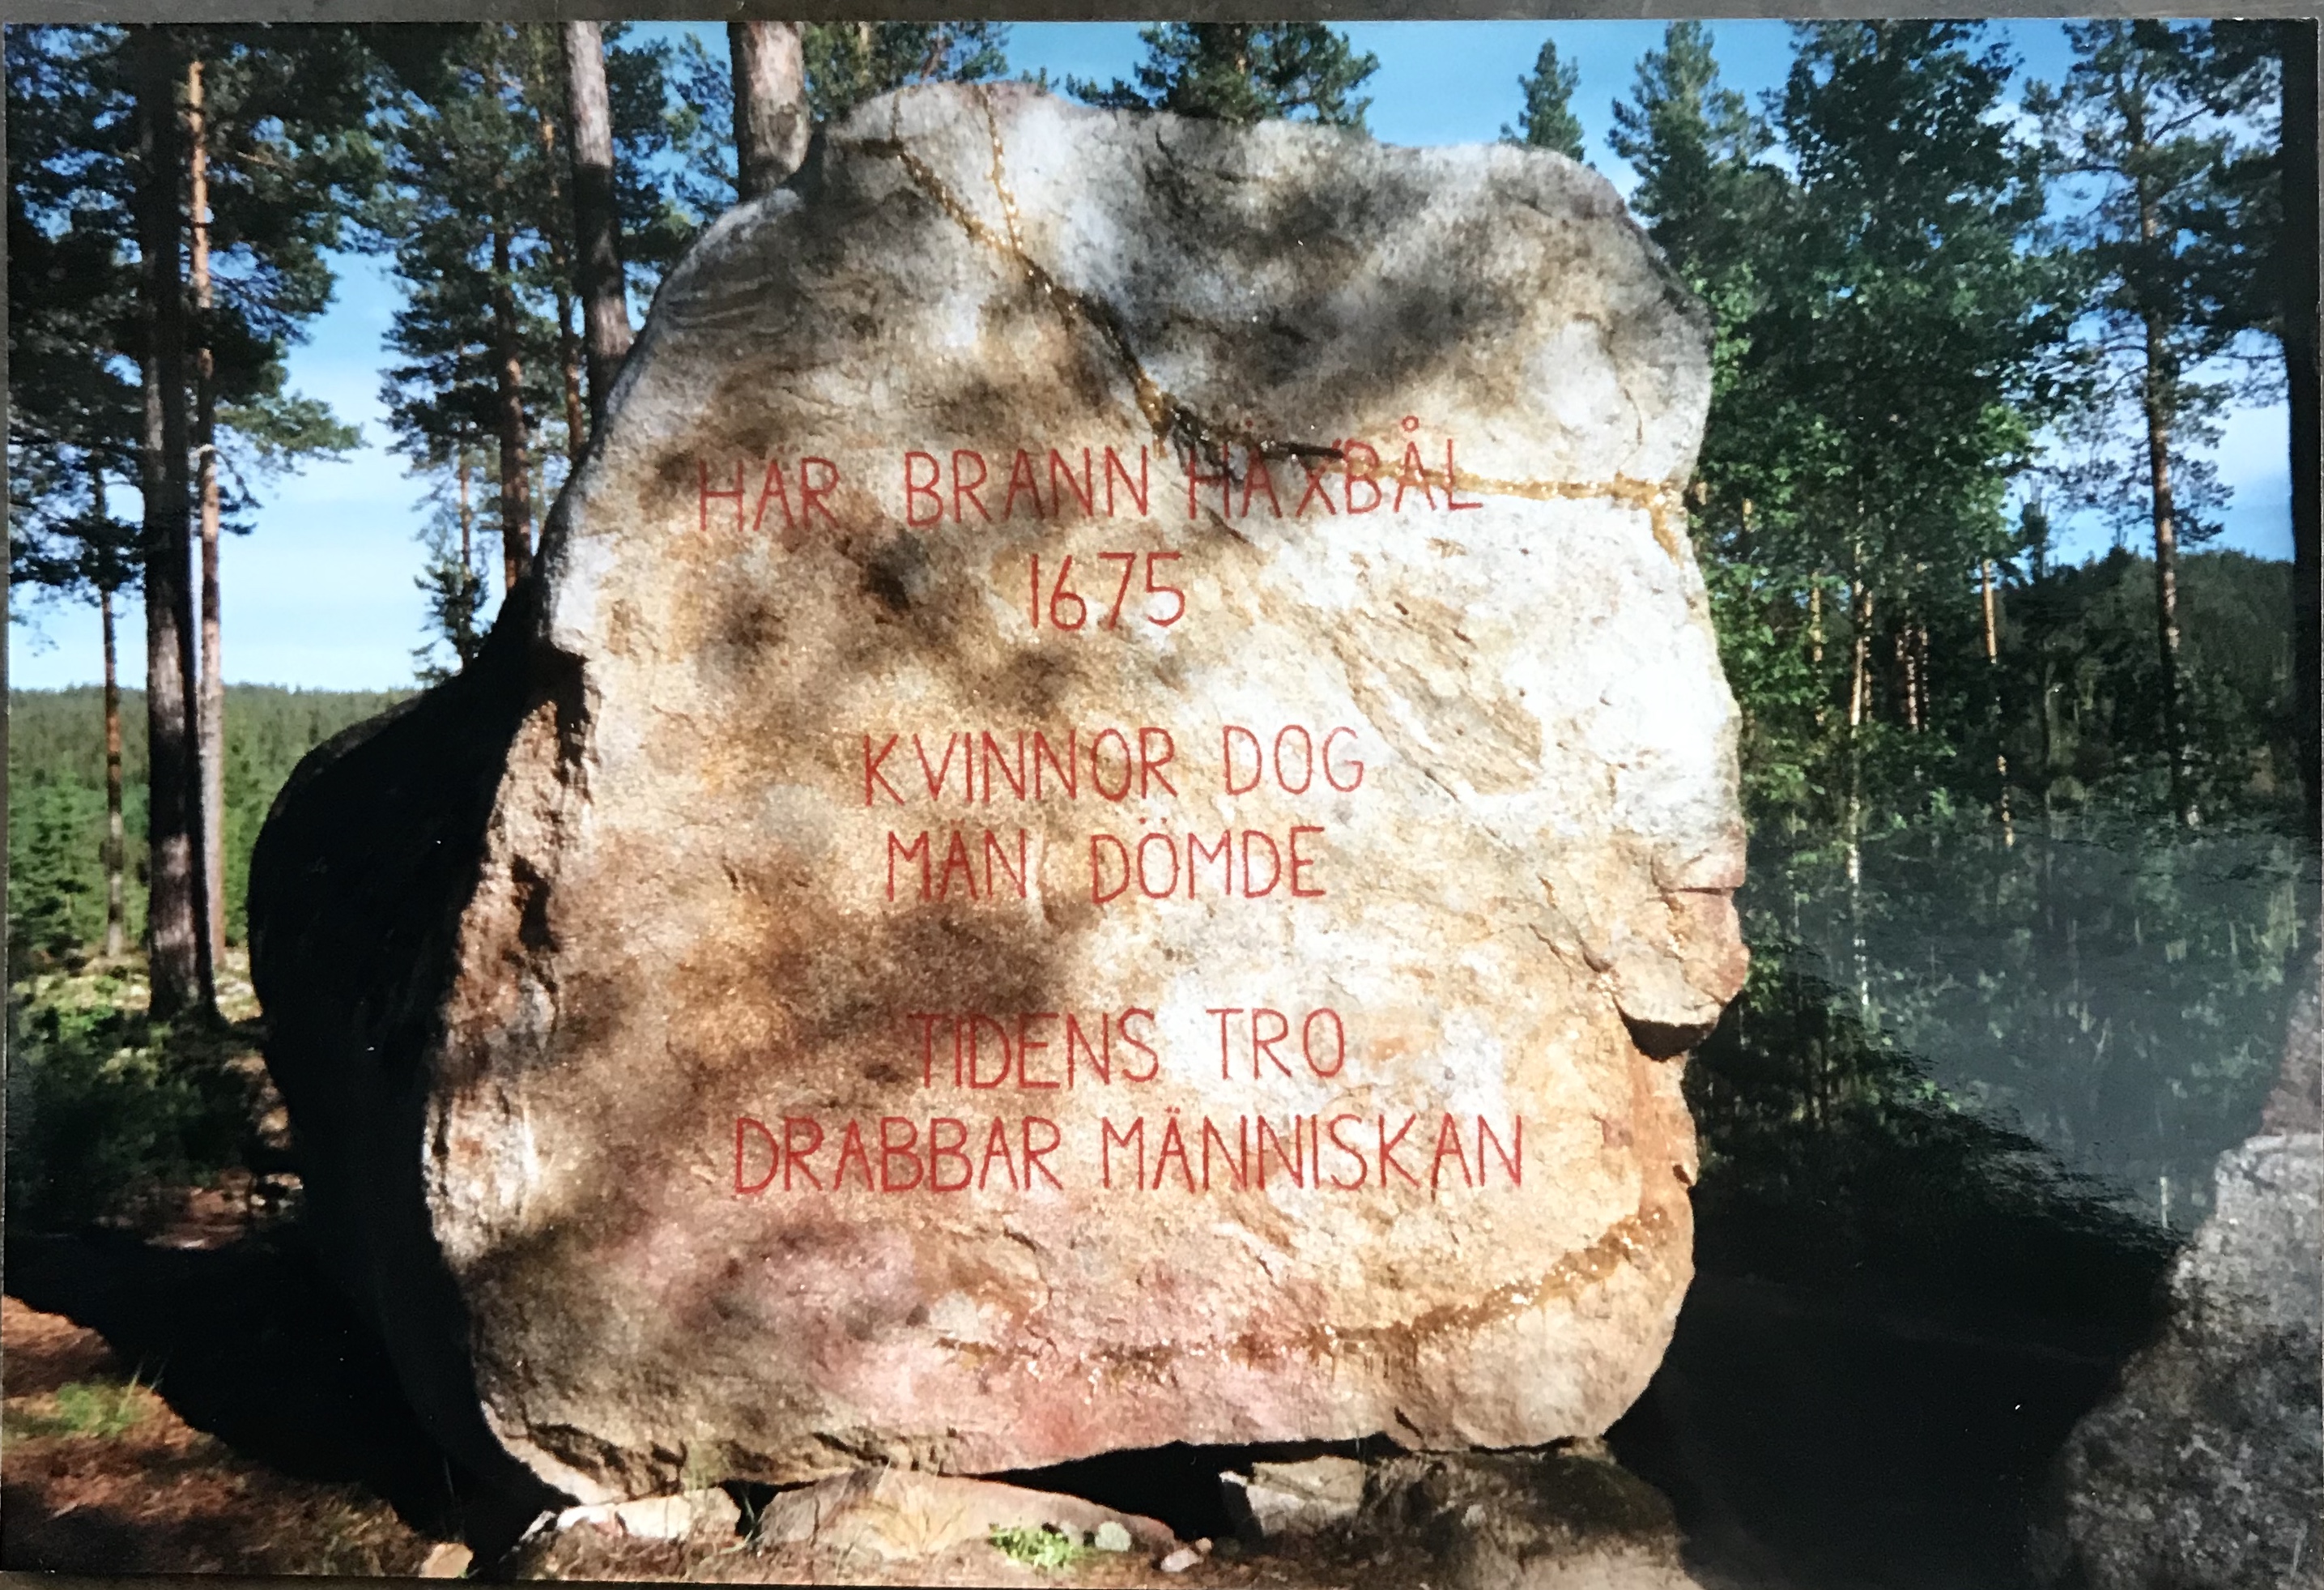 HÄR BRANN HÄXBÅL
1675
KVINNOR DOG
MÄN DÖMDE
TIDENS TRO
DRABBAR MÄNNISKAN